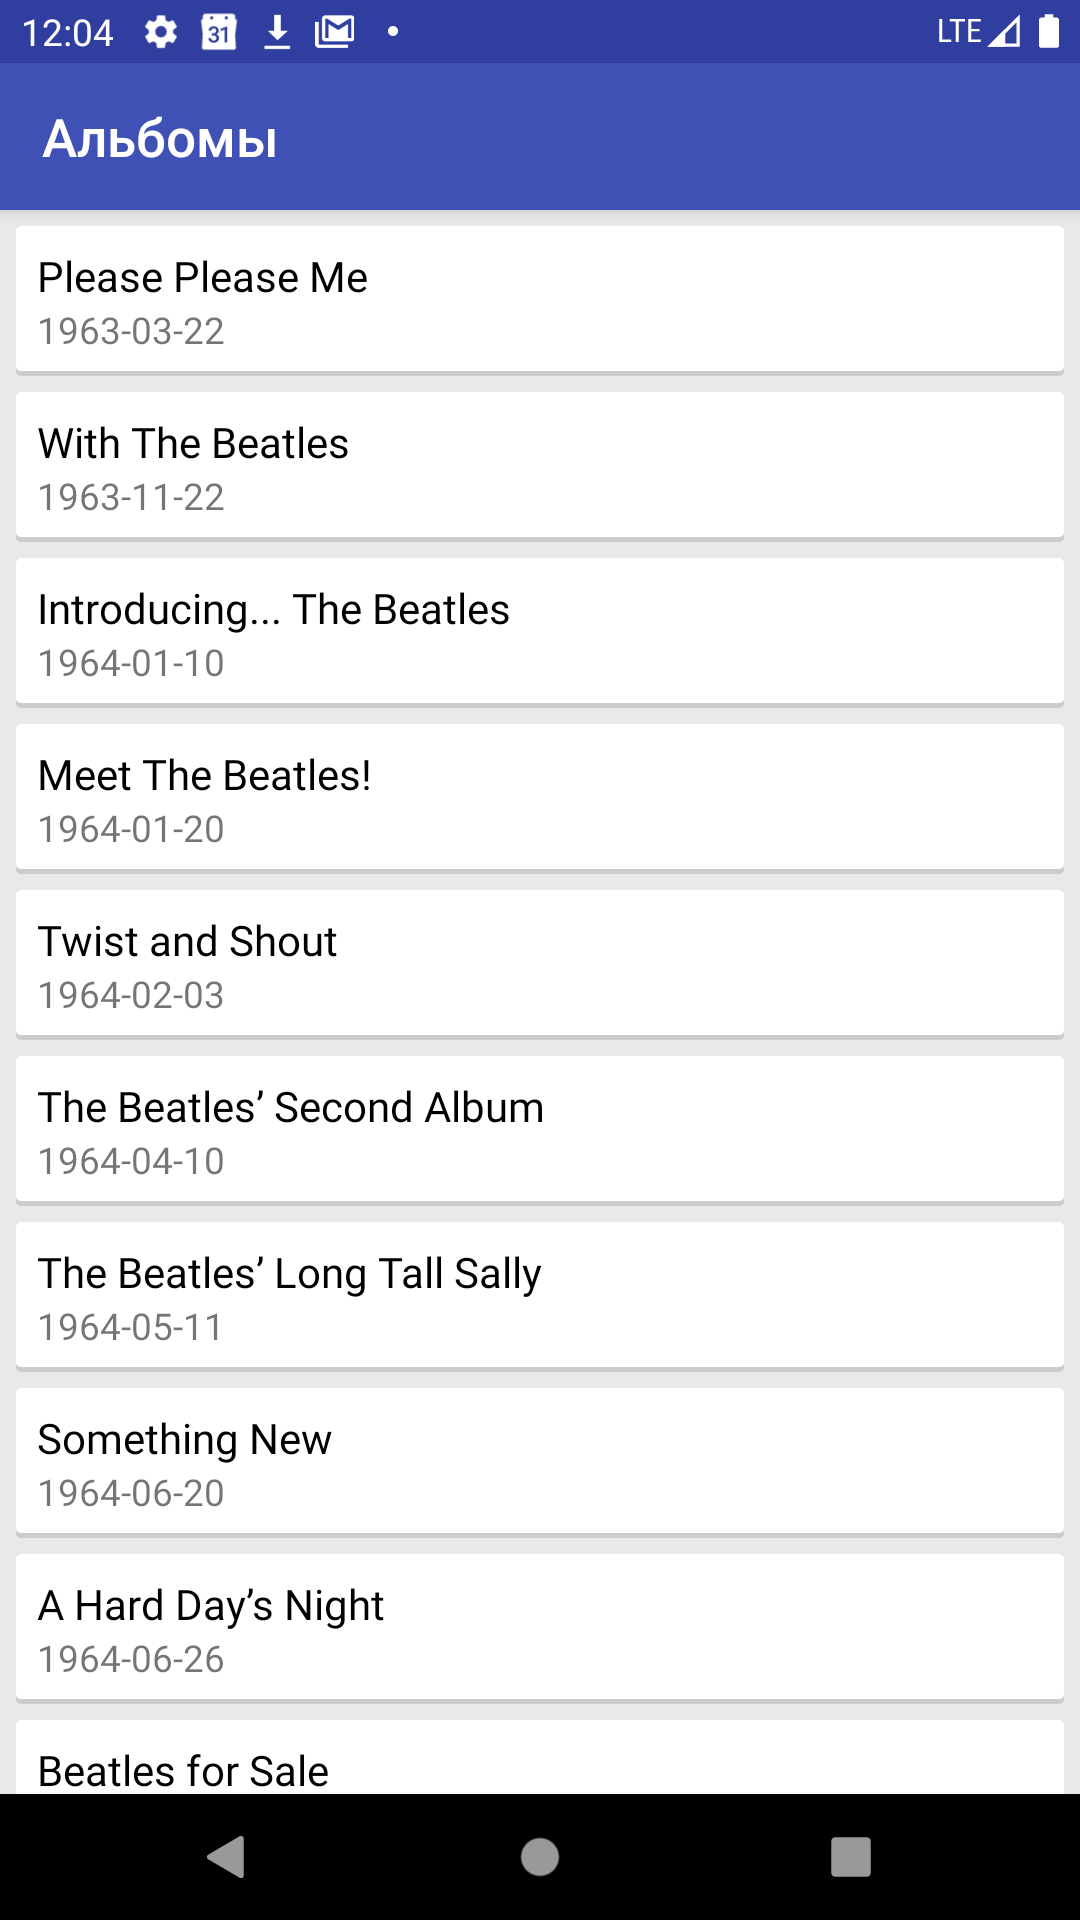 12:04
31
LTE
Альбомы
Please Please Me
1963-03-22
With The Beatles
1963-11-22
Introducing... The Beatles
1964-01-10
Meet The Beatles!
1964-01-20
Twist and Shout
1964-02-03
The Beatles’ Second Album
1964-04-10
The Beatles’ Long Tall Sally
1964-05-11
Something New
1964-06-20
A Hard Day’s Night
1964-06-26
Beatles for Sale